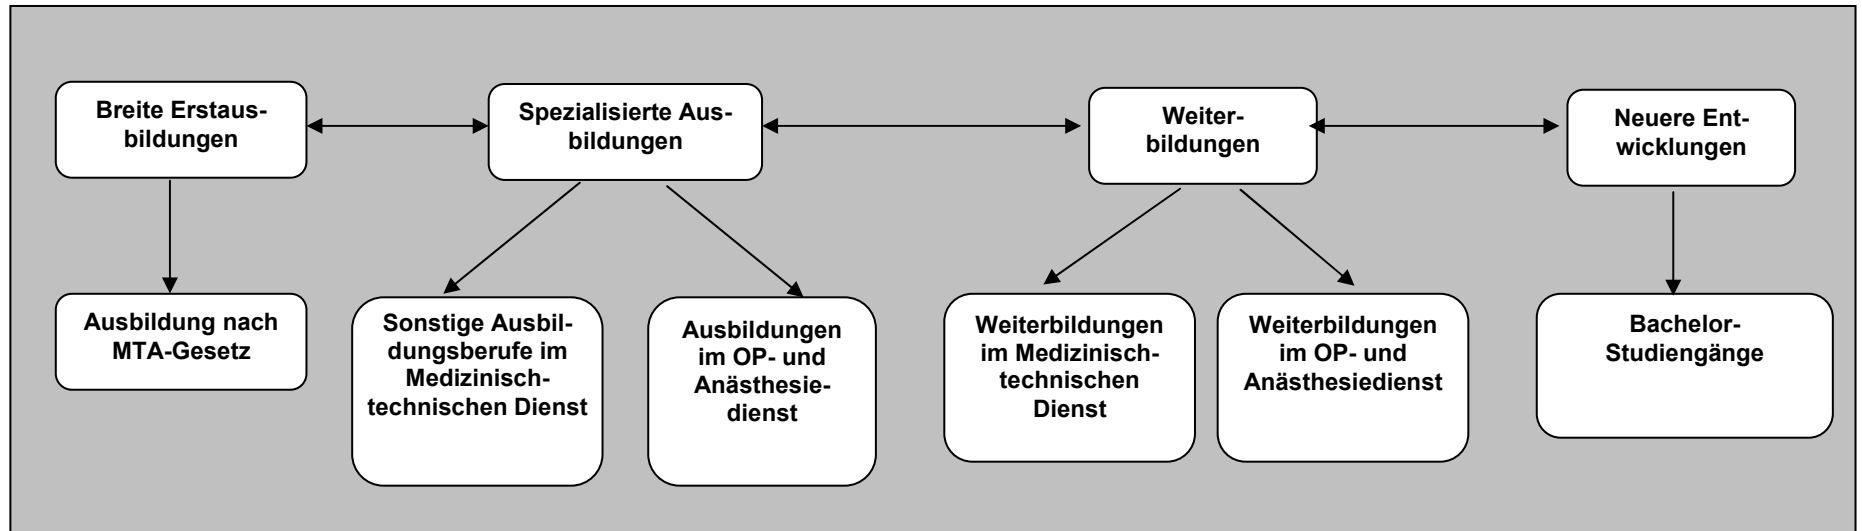 Breite Erstaus-
bildungen
Spezialisierte Aus-
bildungen
Weiter-
bildungen
Neuere Ent-
wicklungen
Ausbildung nach
MTA-Gesetz
Sonstige Ausbil-
dungsberufe im
Medizinisch-
technischen Dienst
Ausbildungen
im OP- und
Anästhesie-
dienst
Weiterbildungen
im Medizinisch-
technischen
Dienst
Weiterbildungen
im OP- und
Anästhesiedienst
Bachelor-
Studiengänge